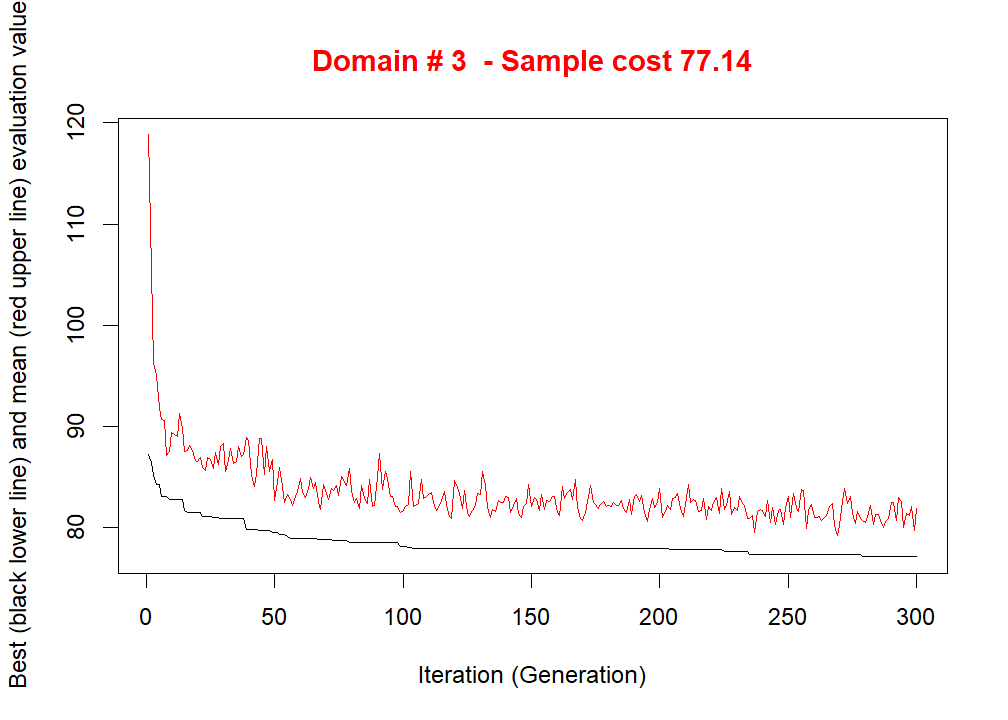 Domain # 3  - Sample cost 77.14
Best (black lower line) and mean (red upper line) evaluation value
120
110
100
90
80
0 50 100 150 200 250 300
Iteration (Generation)